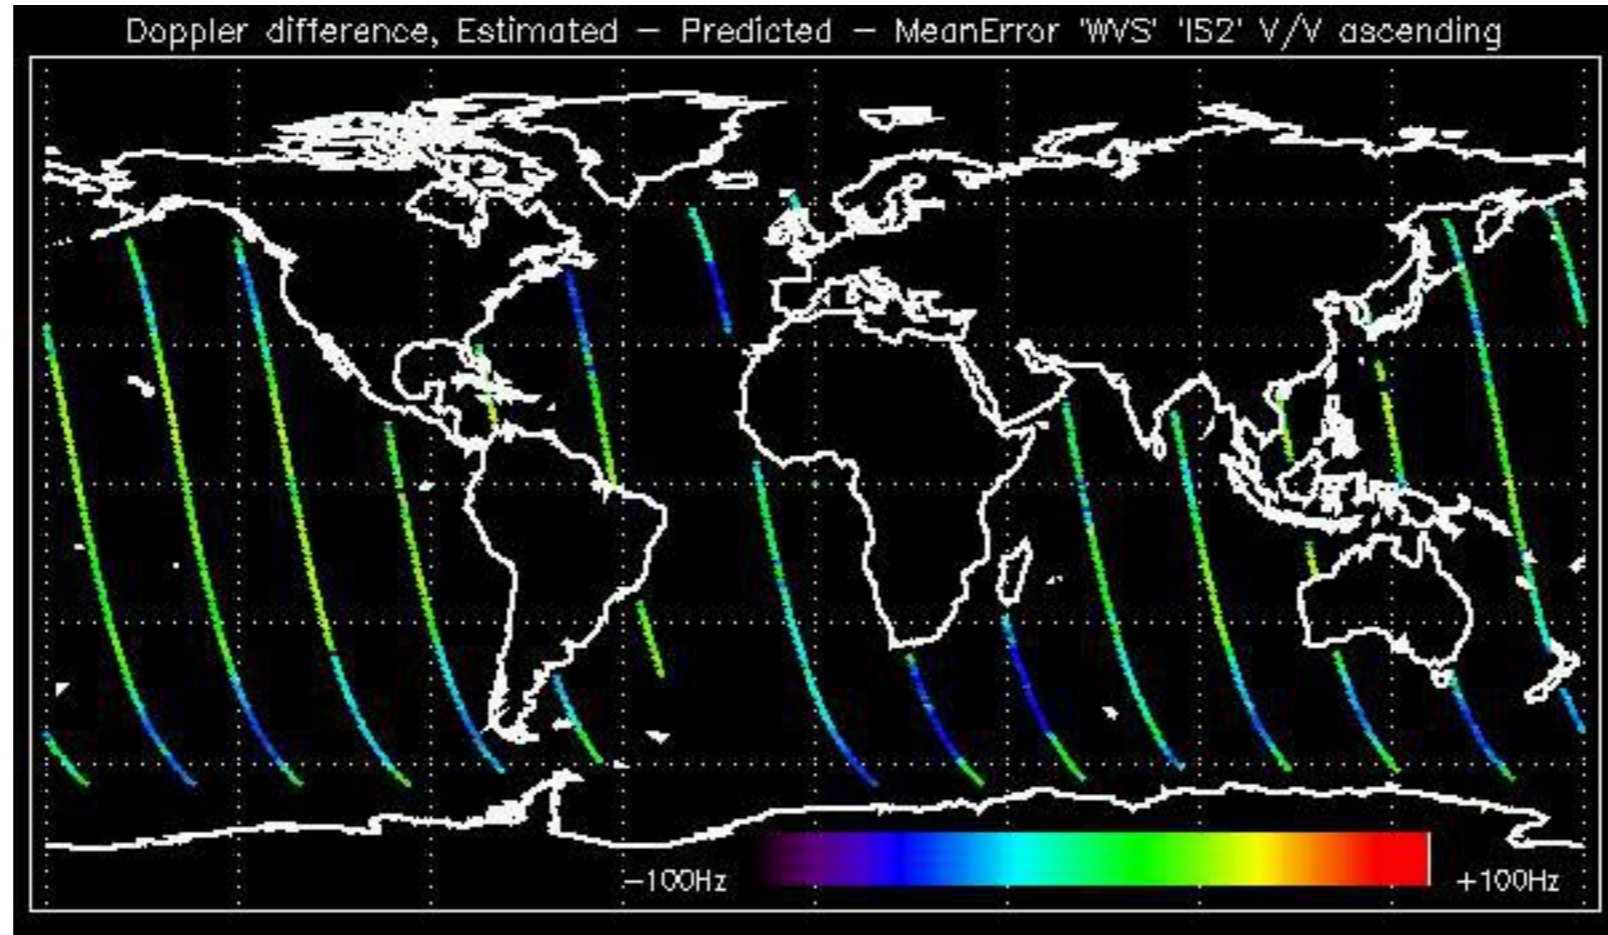 Doppler difference, Estimated − Predicted − MeanError 'WVS' 'IS2' V/V ascending
−100Hz
+100Hz